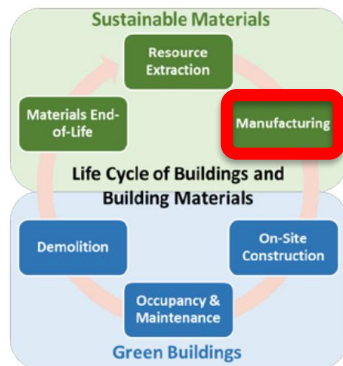 Sustainable Materials
Resource
Extraction
Materials End-
of-Life
Manufacturing
Life Cycle of Buildings and
Building Materials
Demolition
On-Site
Construction
Occupancy &
Maintenance
Green Buildings